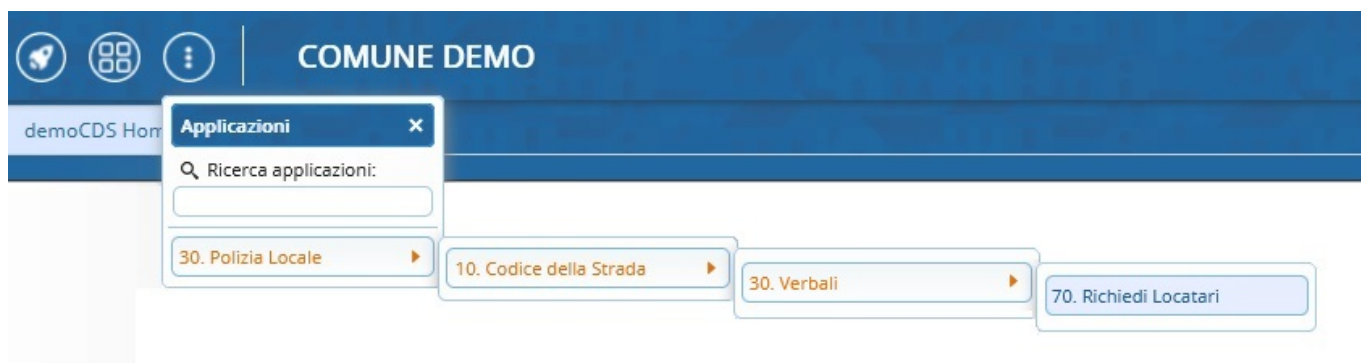 COMUNE DEMO
demoCDS Hom
Applicazioni ×
Ricerca applicazioni:
30. Polizia Locale
10. Codice della Strada
30. Verbali
70. Richiedi Locatari